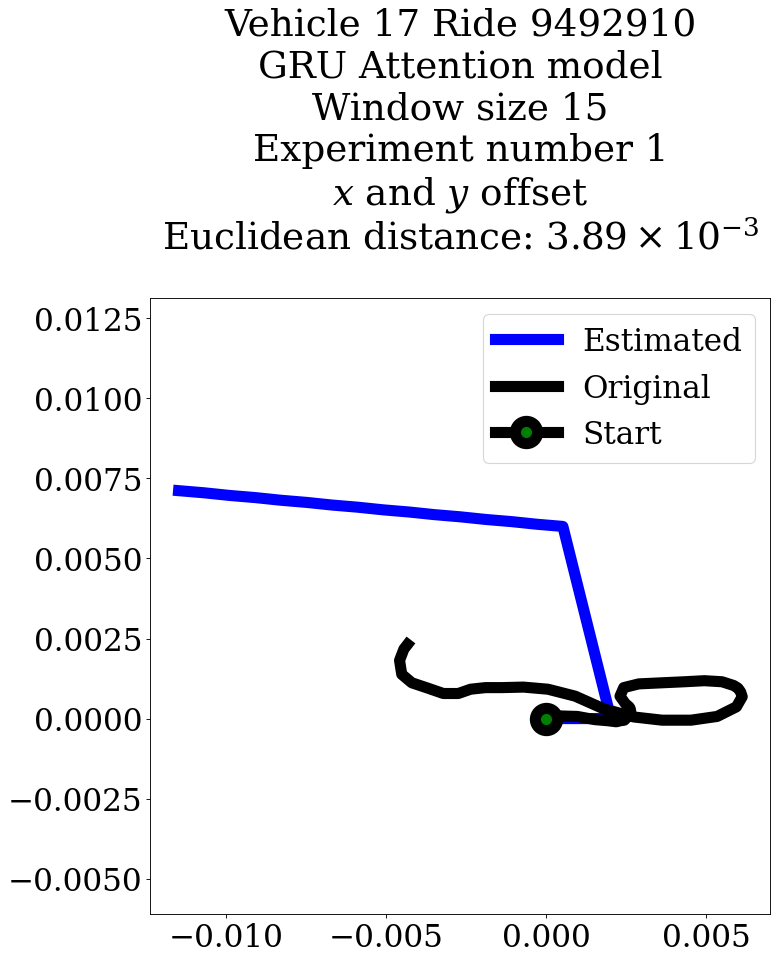 Vehicle 17 Ride 9492910
GRU Attention model
Window size 15
Experiment number 1
x and y offset
Euclidean distance: 3.89 × 10⁻³
Estimated
Original
Start
0.0125
0.0100
0.0075
0.0050
0.0025
0.0000
−0.0025
−0.0050
−0.010 −0.005 0.000 0.005